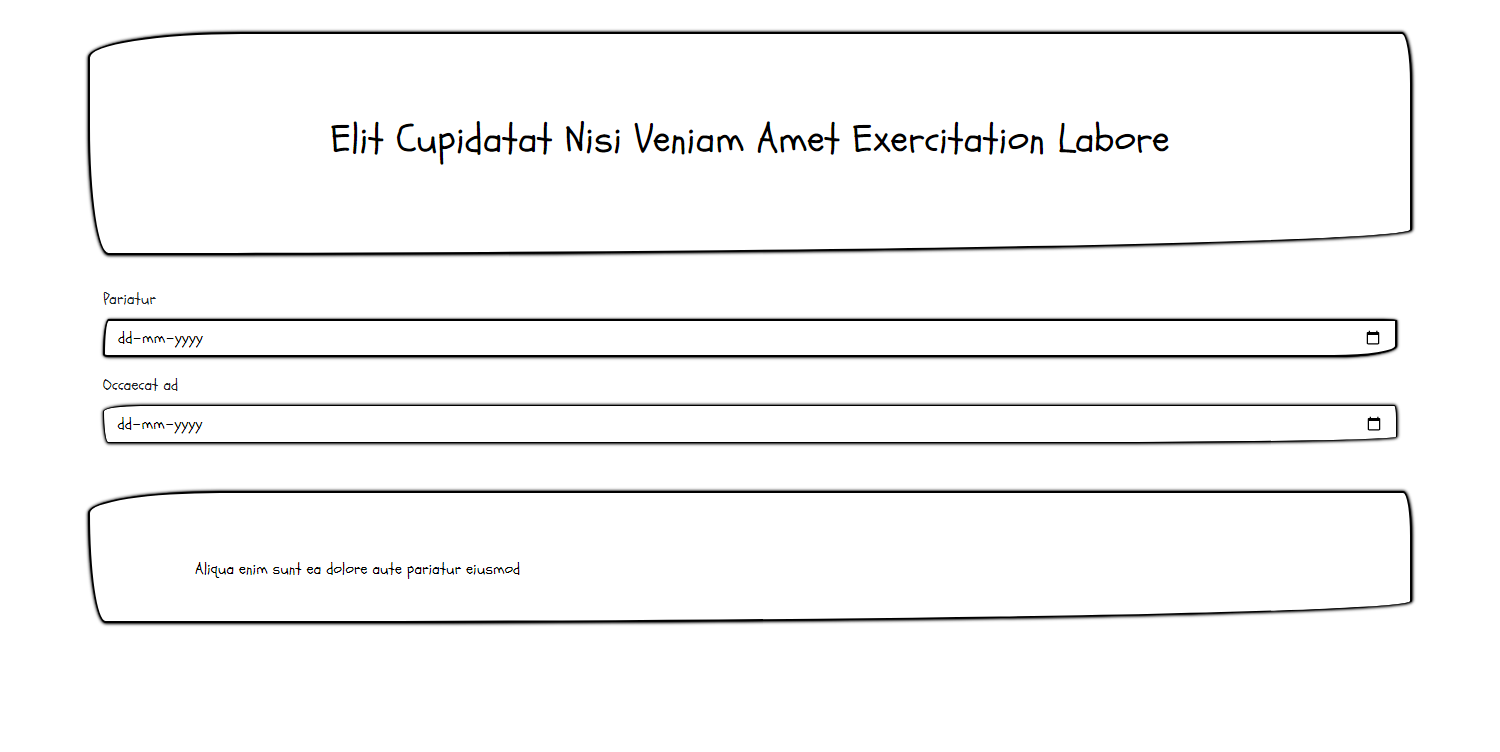 Elit Cupidatat Nisi Veniam Amet Exercitation Labore
Pariatur
dd-mm-yyyy
Occaecat ad
dd-mm-yyyy
Aliqua enim sunt ea dolore aute pariatur eiusmod